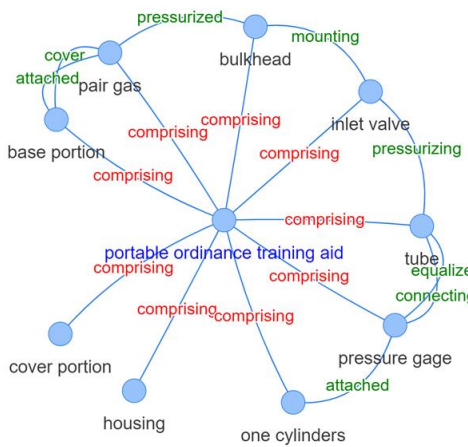 pressurized
bulkhead
mounting
cover
attached
pair gas
inlet valve
comprising
comprising
comprising
base portion
pressurizing
comprising
comprising
tube
portable ordinance training aid
comprising
comprising
equalize
connecting
comprising
comprising
cover portion
pressure gage
attached
housing
one cylinders